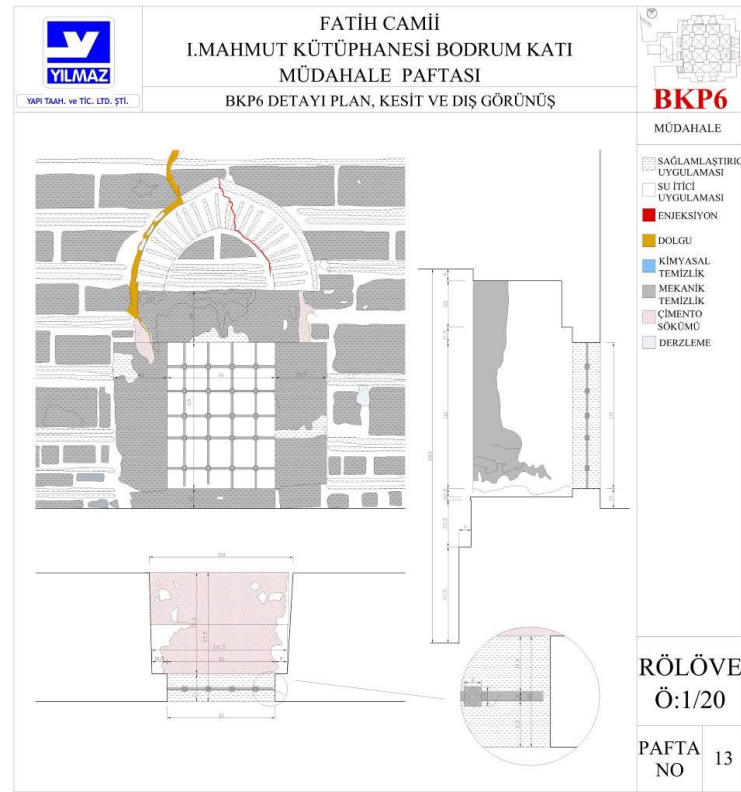 YILMAZ
YAPI TAAH. ve TİC. LTD. ŞTİ.
FATİH CAMİİ
I.MAHMUT KÜTÜPHANESİ BODRUM KATI
MÜDAHALE PAFTASI
BKP6 DETAYI PLAN, KESİT VE DIŞ GÖRÜNÜŞ
BKP6
MÜDAHALE
SAĞLAMLAŞTIRIC
UYGULAMASI
SU İTİCİ
UYGULAMASI
ENJEKSİYON
DOLGU
KİMYASAL
TEMİZLİK
MEKANİK
TEMİZLİK
ÇİMENTO
SÖKÜMÜ
DERZLEME
RÖLÖVE
Ö:1/20
PAFTA
NO
13